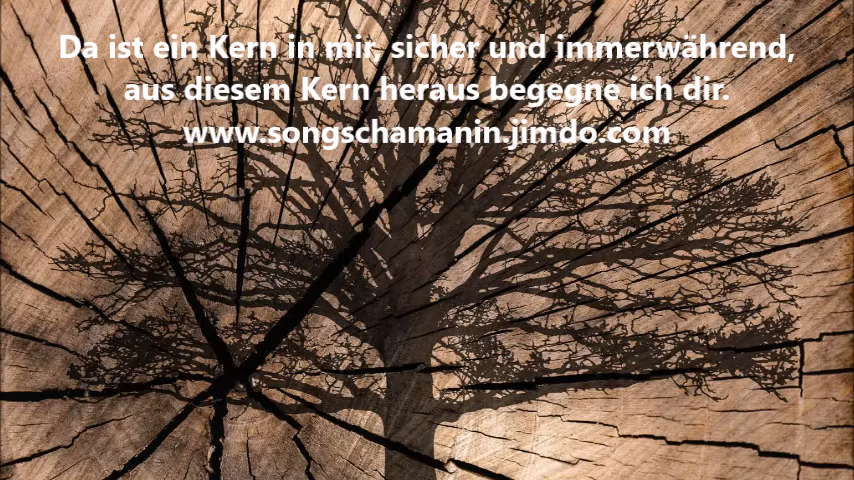 Da ist ein Kern in mir, sicher und immerwährend,
aus diesem Kern heraus begegne ich dir.
www.songschamanin.jimdo.com